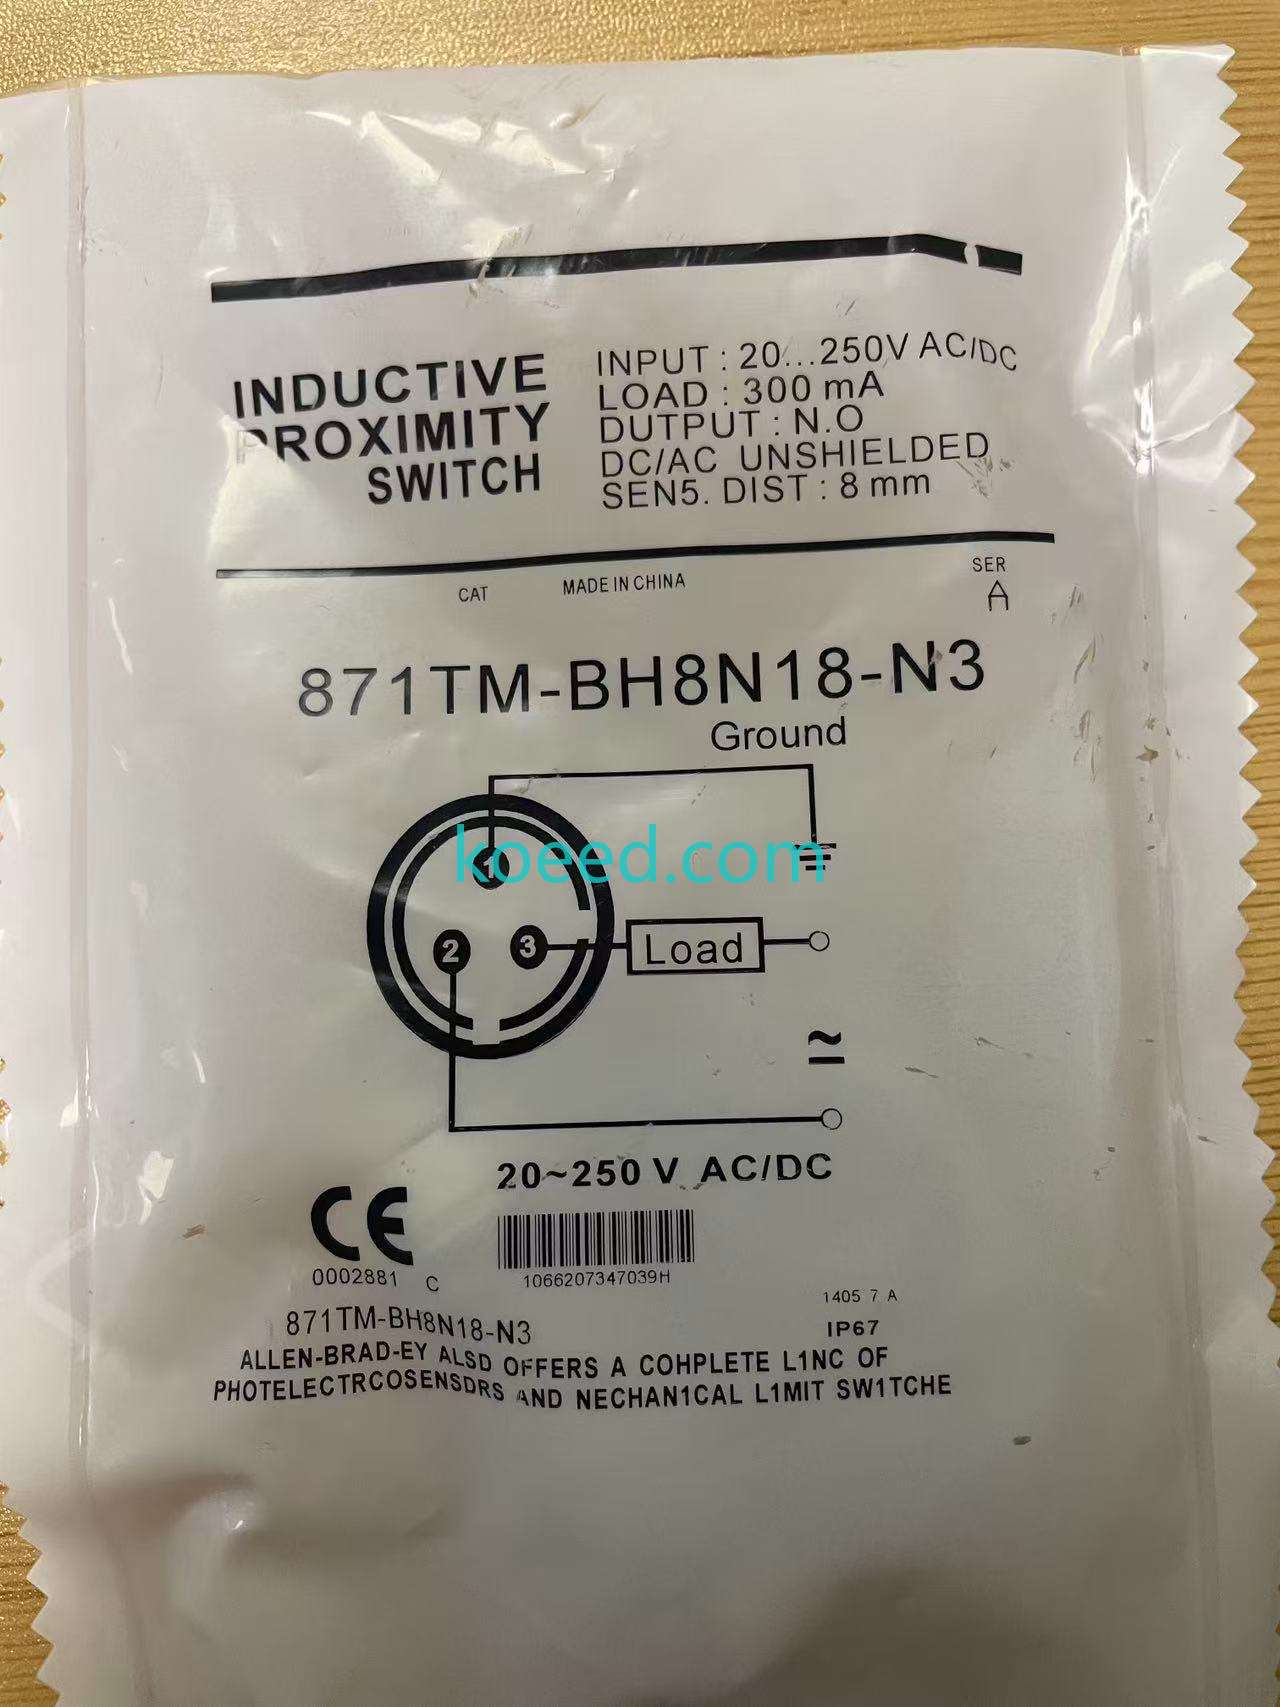 INDUCTIVE
PROXIMITY
SWITCH
INPUT : 20...250V AC/DC
LOAD : 300 mA
DUTPUT : N.O
DC/AC UNSHIELDED
SEN5. DIST : 8 mm
CAT
MADE IN CHINA
SER
A
871TM-BH8N18-N3
Ground
1
koeed.com
2
3
Load
20~250 V AC/DC
CE
0002881 C
1066207347039H
1405 7 A
871TM-BH8N18-N3
IP67
ALLEN-BRAD-EY ALSD OFFERS A COHPLETE L1NC OF
PHOTELECTRCOSENSDRS AND NECHAN1CAL L1MIT SW1TCHE